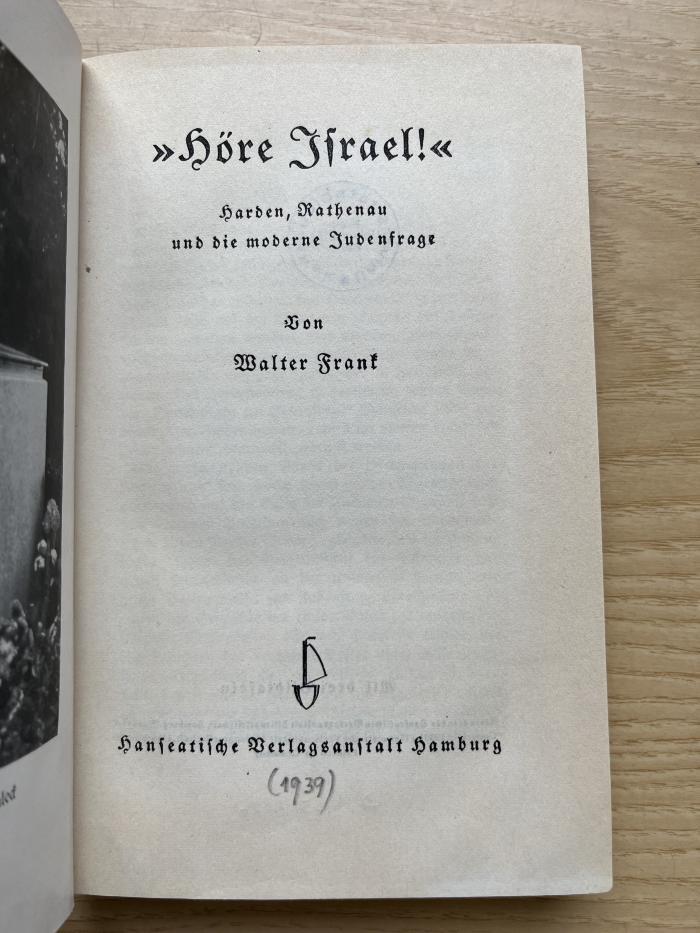 »Höre Iſrael!«
Harden, Rathenau
und die moderne Judenfrage
Von
Walter Frank
Hanſeatiſche Verlagsanſtalt Hamburg
(1939)